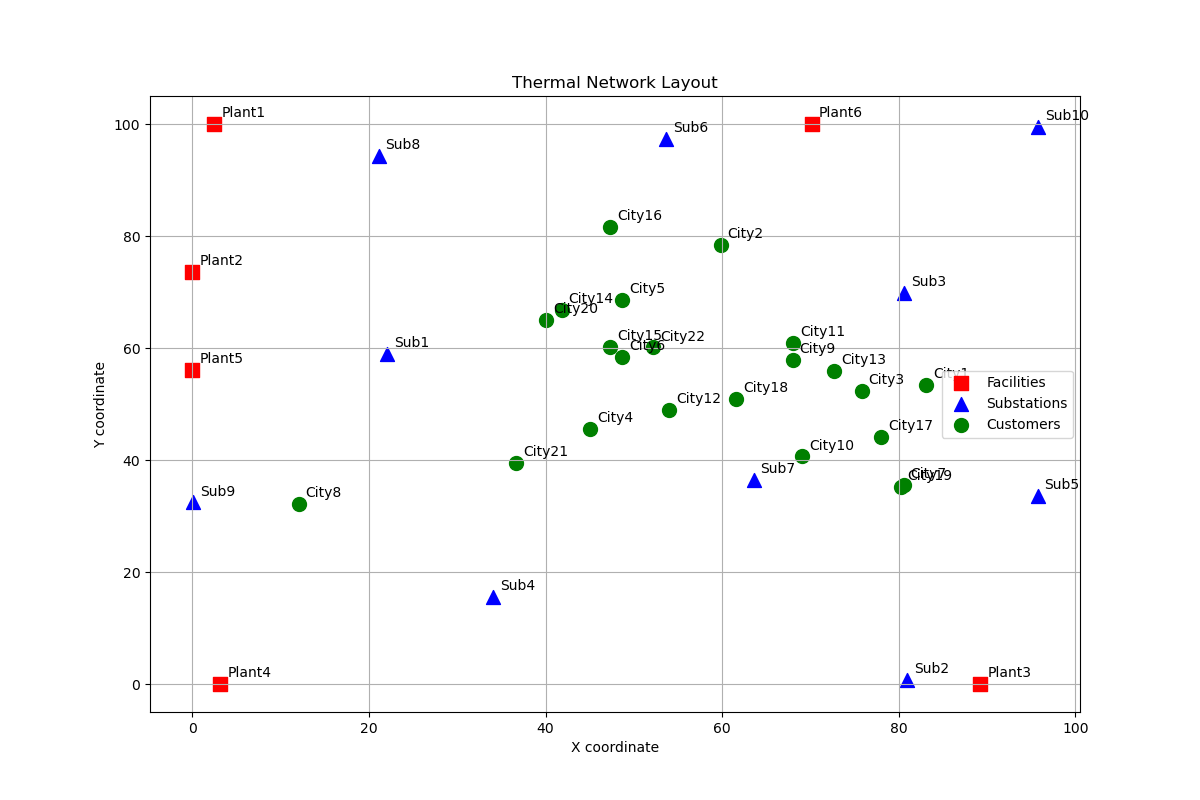 Thermal Network Layout
Plant1
Plant6
Sub10
Sub6
Sub8
City16
City2
Plant2
Sub3
City5
City14
City20
City11
City15
City22
City6
Sub1
City9
Plant5
City13
City3
City1
City18
City12
City4
City17
City10
City21
Sub7
City7
City19
Sub5
Sub9
City8
Sub4
Plant4
Sub2
Plant3
Facilities
Substations
Customers
100
80
60
40
20
0
0
20
40
60
80
100
X coordinate
Y coordinate